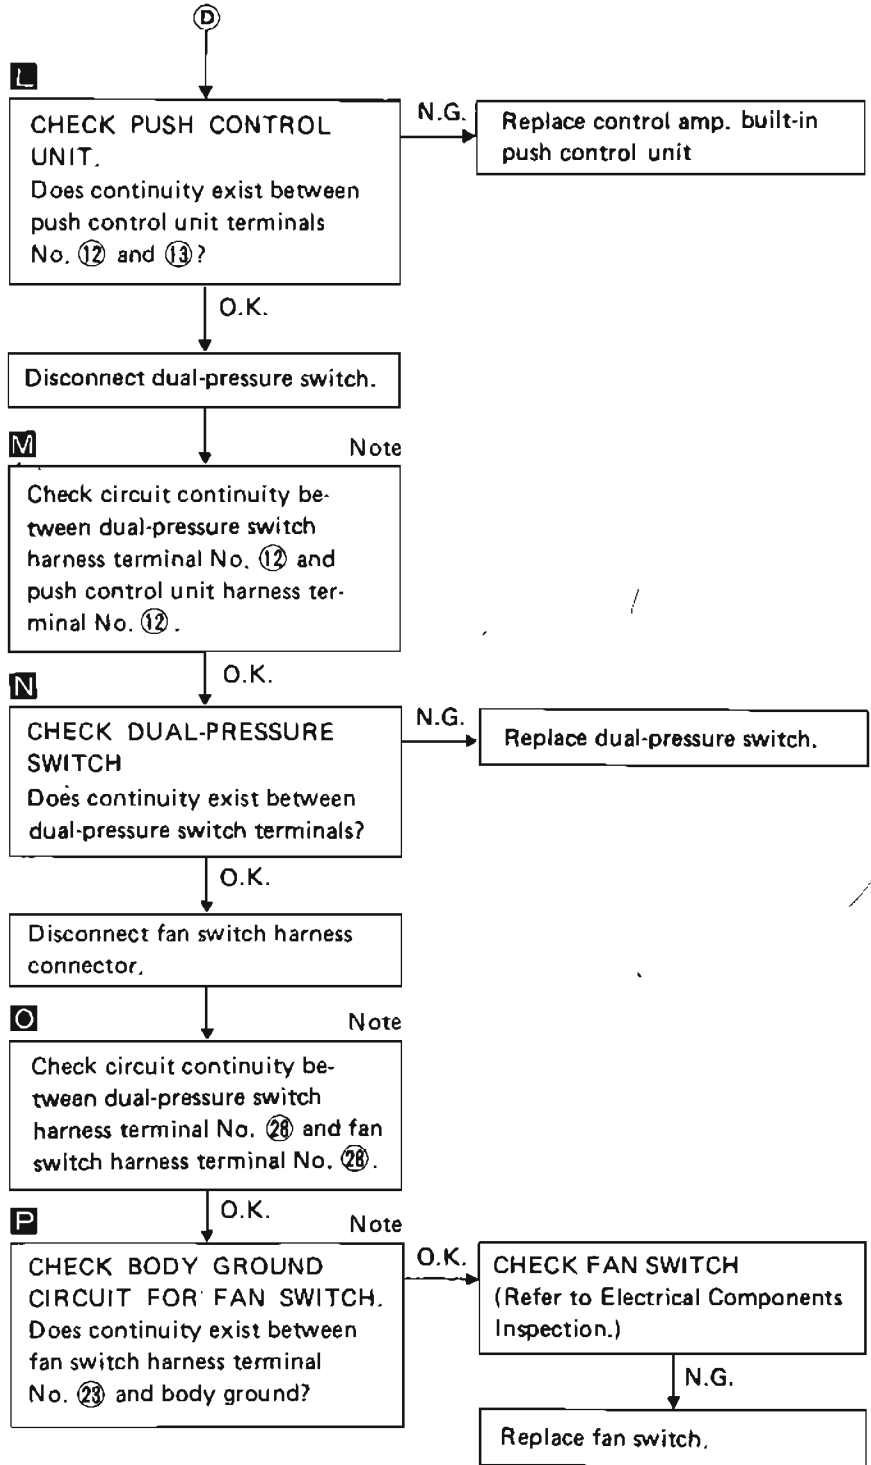 D
L
CHECK PUSH CONTROL
UNIT.
Does continuity exist between
push control unit terminals
No. ⑫ and ⑬?
N.G.
Replace control amp. built-in
push control unit
O.K.
Disconnect dual-pressure switch.
M
Note
Check circuit continuity be-
tween dual-pressure switch
harness terminal No. ⑫ and
push control unit harness ter-
minal No. ⑫.
O.K.
N
CHECK DUAL-PRESSURE
SWITCH
Does continuity exist between
dual-pressure switch terminals?
N.G.
Replace dual-pressure switch.
O.K.
Disconnect fan switch harness
connector.
O
Note
Check circuit continuity be-
tween dual-pressure switch
harness terminal No. ㉘ and fan
switch harness terminal No. ㉘.
O.K.
P
Note
CHECK BODY GROUND
CIRCUIT FOR FAN SWITCH.
Does continuity exist between
fan switch harness terminal
No. ㉓ and body ground?
O.K.
CHECK FAN SWITCH
(Refer to Electrical Components
Inspection.)
N.G.
Replace fan switch.